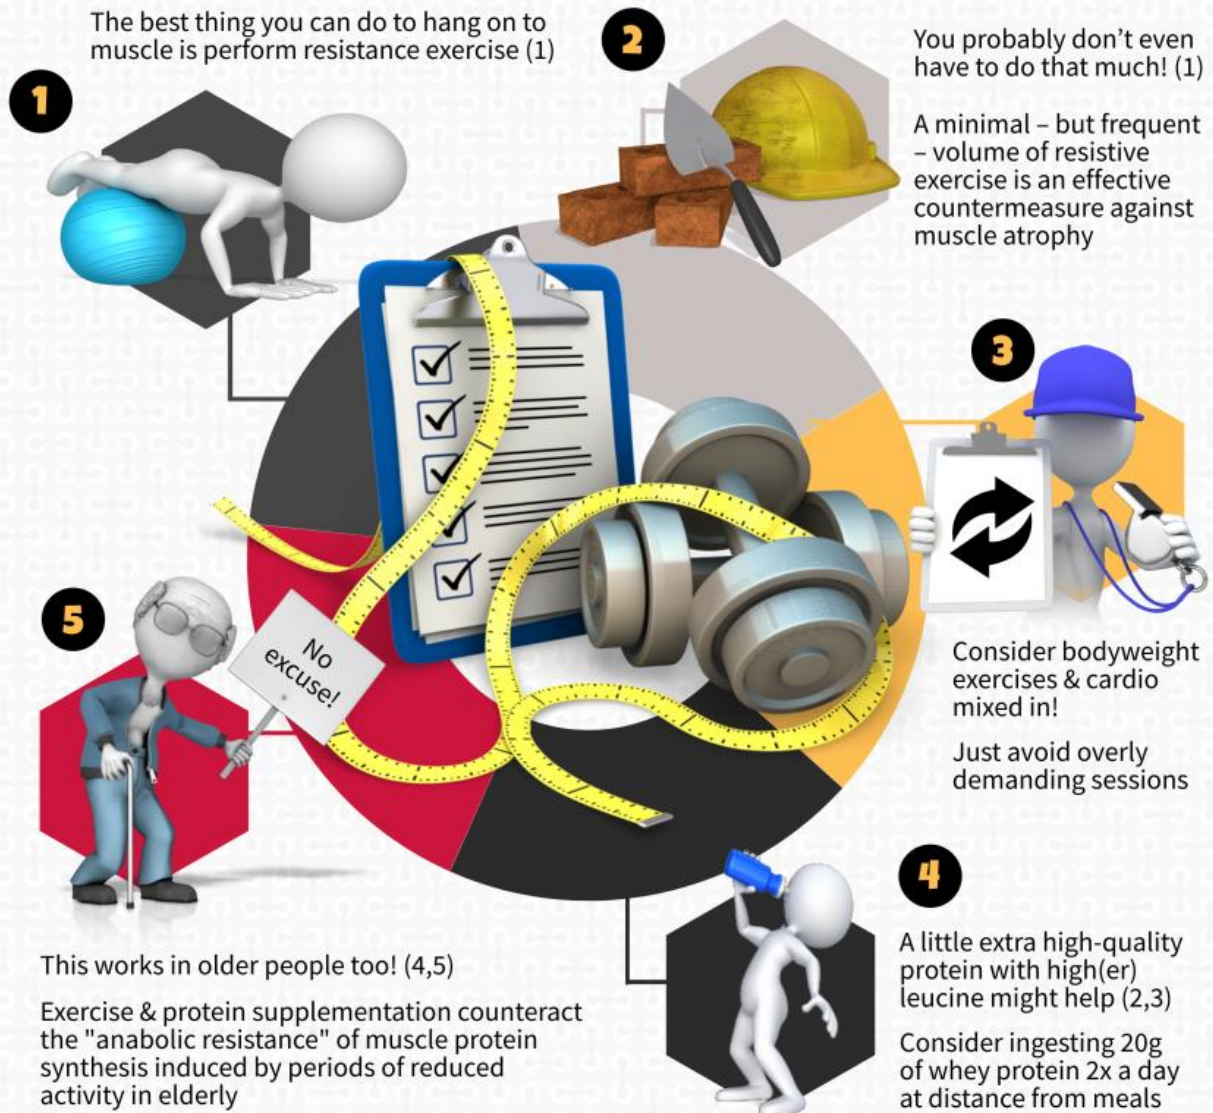 The best thing you can do to hang on to
muscle is perform resistance exercise (1)
1
2
You probably don't even
have to do that much! (1)
A minimal – but frequent
– volume of resistive
exercise is an effective
countermeasure against
muscle atrophy
3
Consider bodyweight
exercises & cardio
mixed in!
Just avoid overly
demanding sessions
4
A little extra high-quality
protein with high(er)
leucine might help (2,3)
Consider ingesting 20g
of whey protein 2x a day
at distance from meals
5
No
excuse!
This works in older people too! (4,5)
Exercise & protein supplementation counteract
the "anabolic resistance" of muscle protein
synthesis induced by periods of reduced
activity in elderly